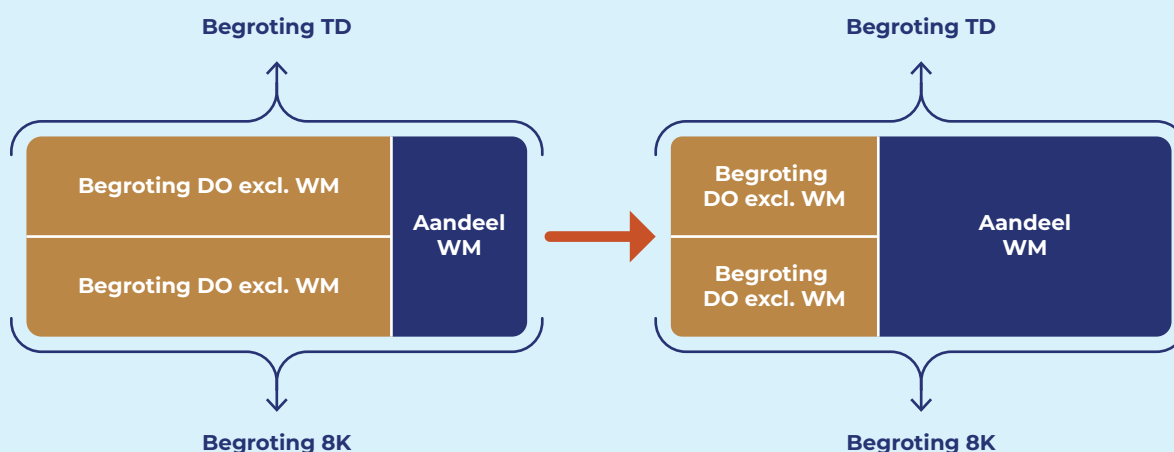 Begroting TD
Begroting TD
Begroting DO excl. WM
Aandeel
WM
Begroting DO excl. WM
Begroting
DO excl. WM
Aandeel
WM
Begroting
DO excl. WM
Begroting 8K
Begroting 8K